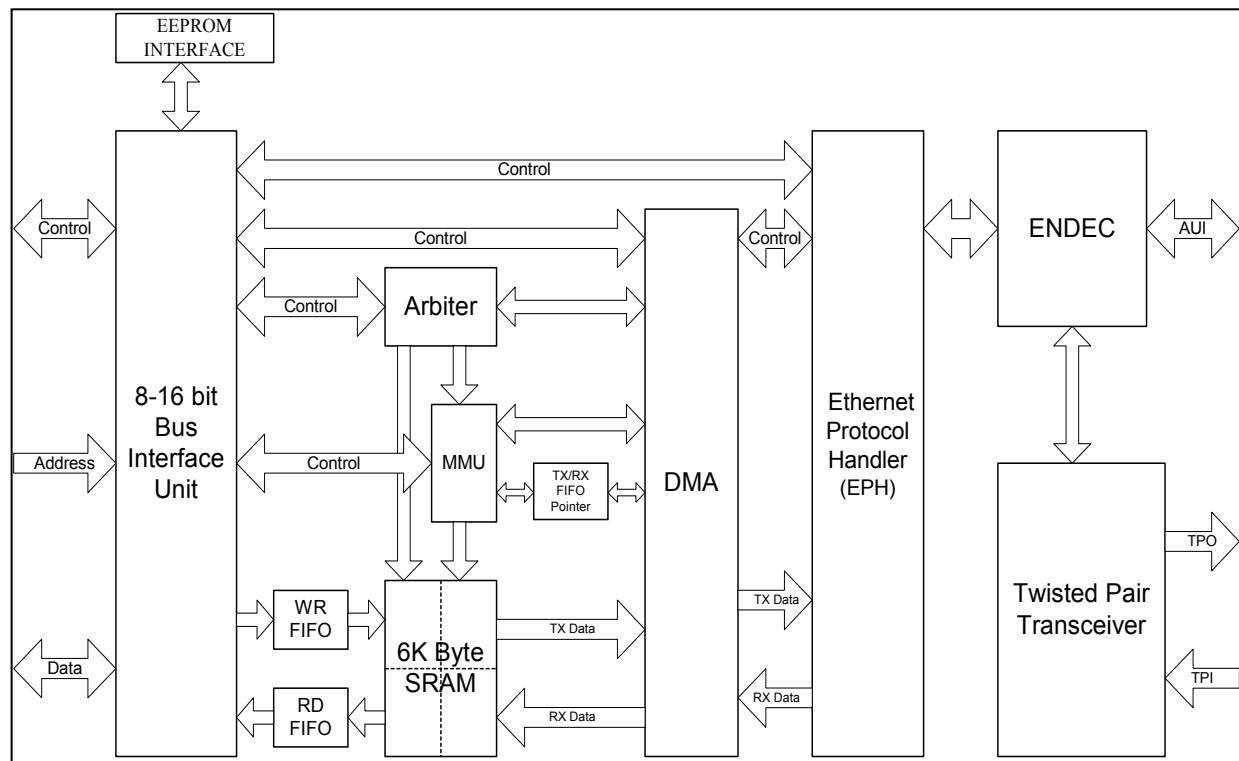 EEPROM
INTERFACE
Control
Control
Control
Control
AUI
ENDEC
Control
Arbiter
8-16 bit
Bus
Interface
Unit
Address
Control
MMU
TX/RX
FIFO
Pointer
DMA
Ethernet
Protocol
Handler
(EPH)
TPO
WR
FIFO
TX Data
TX Data
Twisted Pair
Transceiver
6K Byte
SRAM
Data
TPI
RD
FIFO
RX Data
RX Data